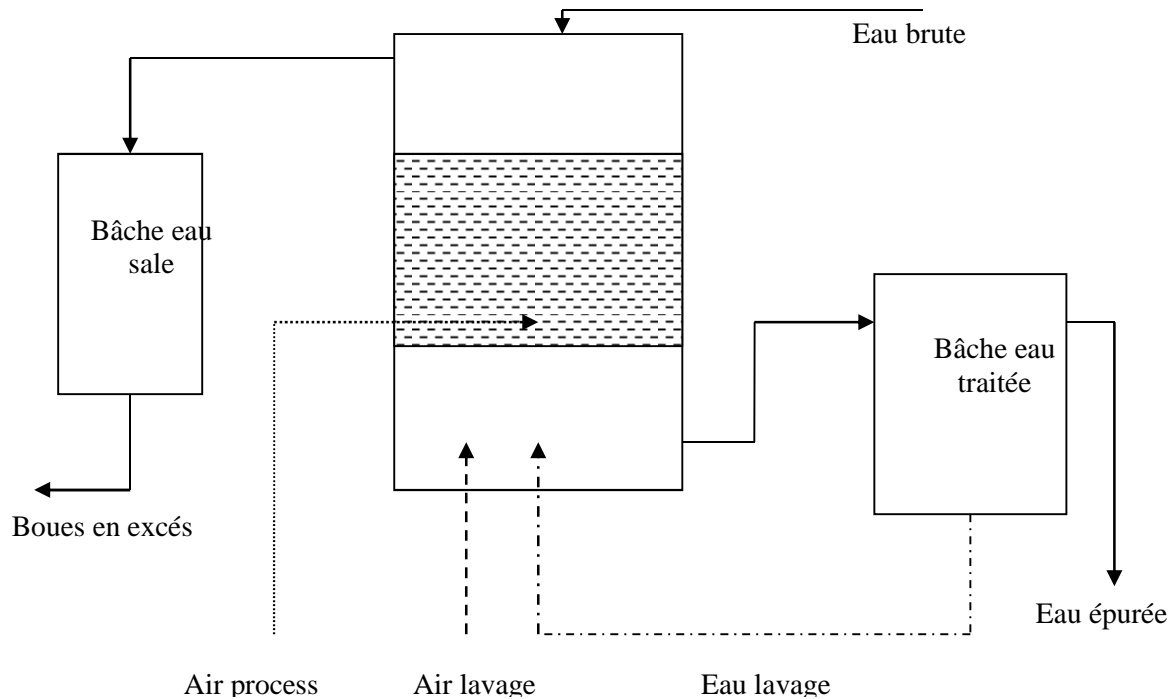 Eau brute
Bâche eau
sale
Bâche eau
traitée
Boues en excés
Eau épurée
Air process
Air lavage
Eau lavage